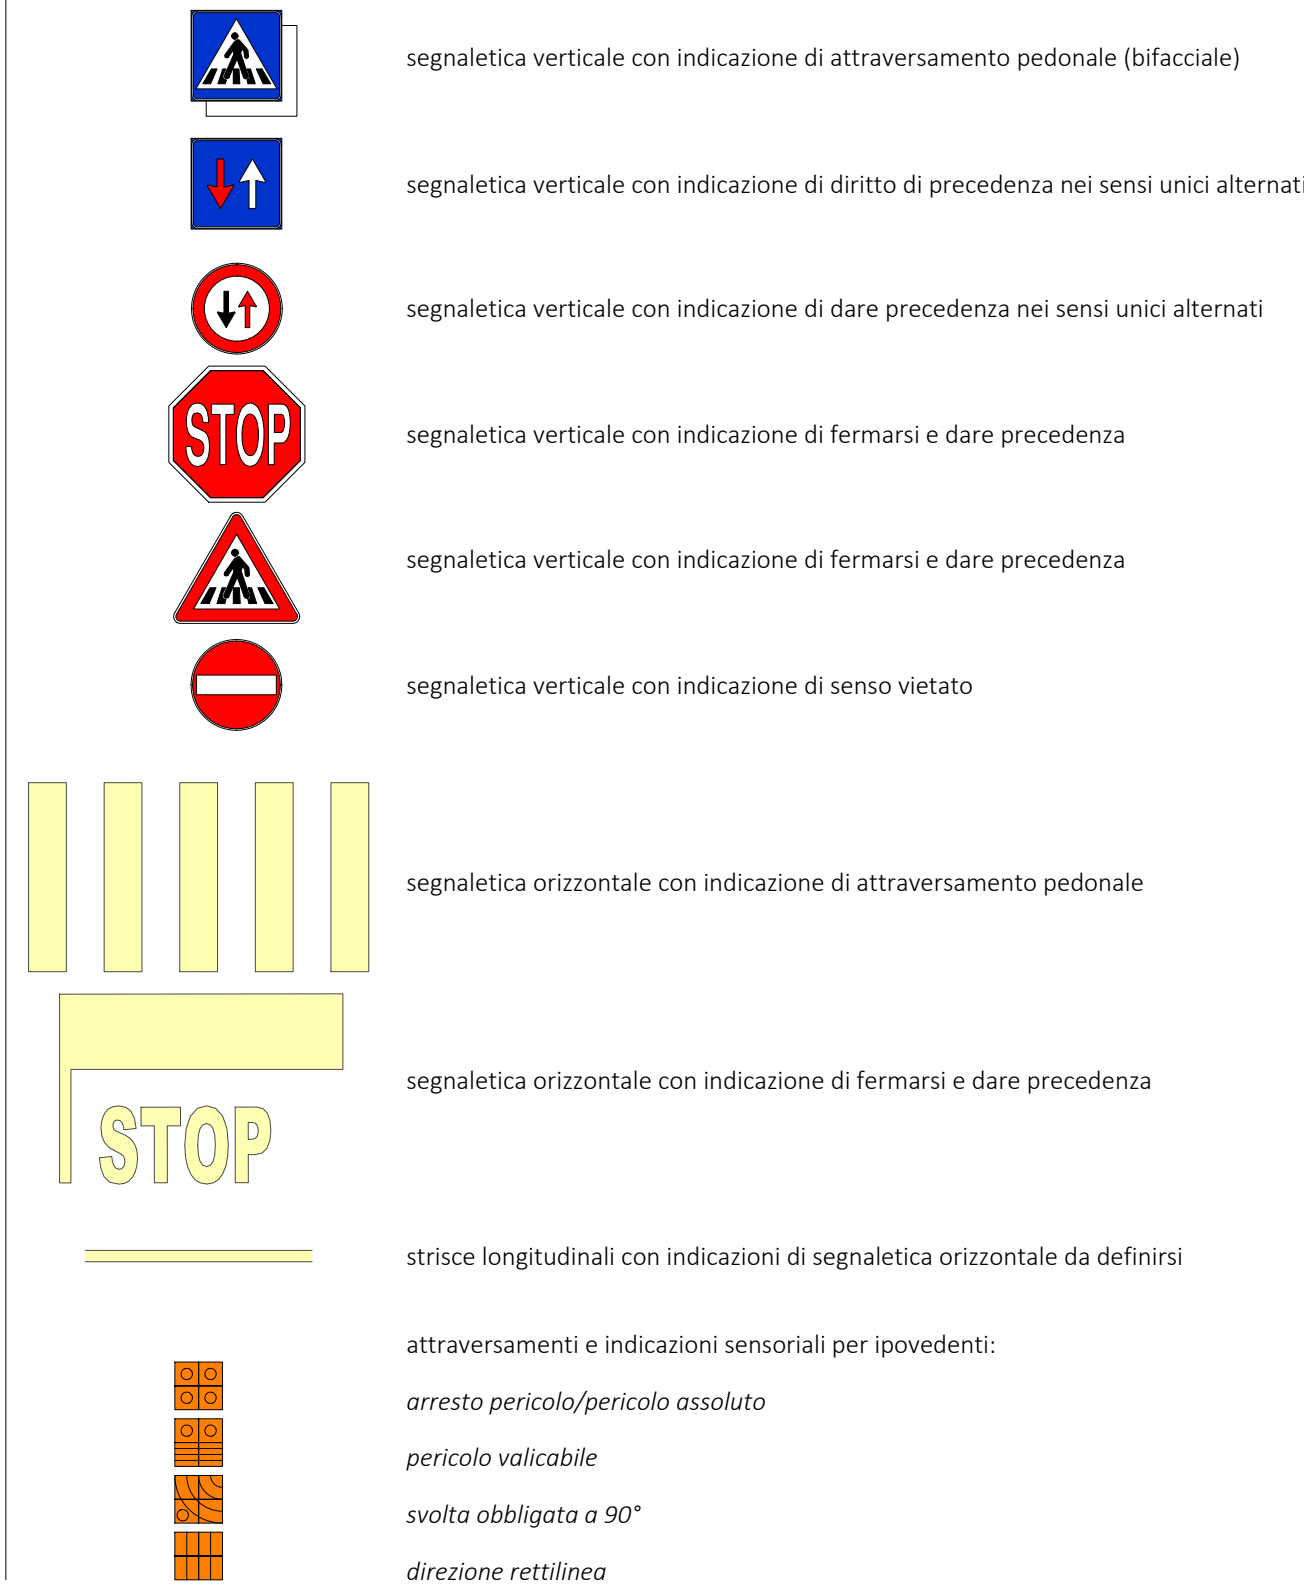 segnaletica verticale con indicazione di attraversamento pedonale (bifacciale)
segnaletica verticale con indicazione di diritto di precedenza nei sensi unici alternati
segnaletica verticale con indicazione di dare precedenza nei sensi unici alternati
STOP
segnaletica verticale con indicazione di fermarsi e dare precedenza
segnaletica verticale con indicazione di fermarsi e dare precedenza
segnaletica verticale con indicazione di senso vietato
segnaletica orizzontale con indicazione di attraversamento pedonale
segnaletica orizzontale con indicazione di fermarsi e dare precedenza
STOP
strisce longitudinali con indicazioni di segnaletica orizzontale da definirsi
attraversamenti e indicazioni sensoriali per ipovedenti:
arresto pericolo/pericolo assoluto
pericolo valicabile
svolta obbligata a 90°
direzione rettilinea